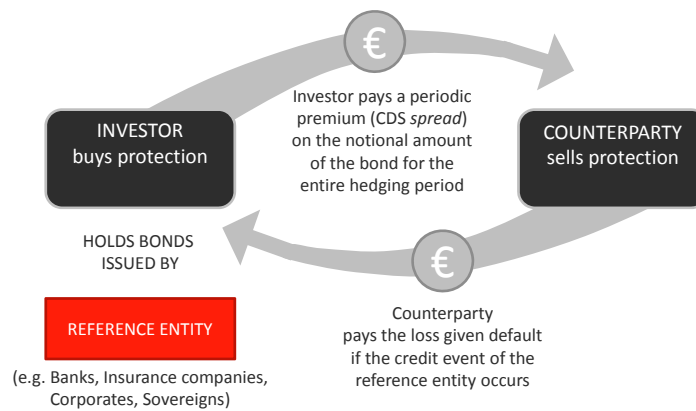 €
Investor pays a periodic
premium (CDS spread)
on the notional amount
of the bond for the
entire hedging period
INVESTOR
buys protection
COUNTERPARTY
sells protection
HOLDS BONDS
ISSUED BY
€
REFERENCE ENTITY
(e.g. Banks, Insurance companies,
Corporates, Sovereigns)
Counterparty
pays the loss given default
if the credit event of the
reference entity occurs